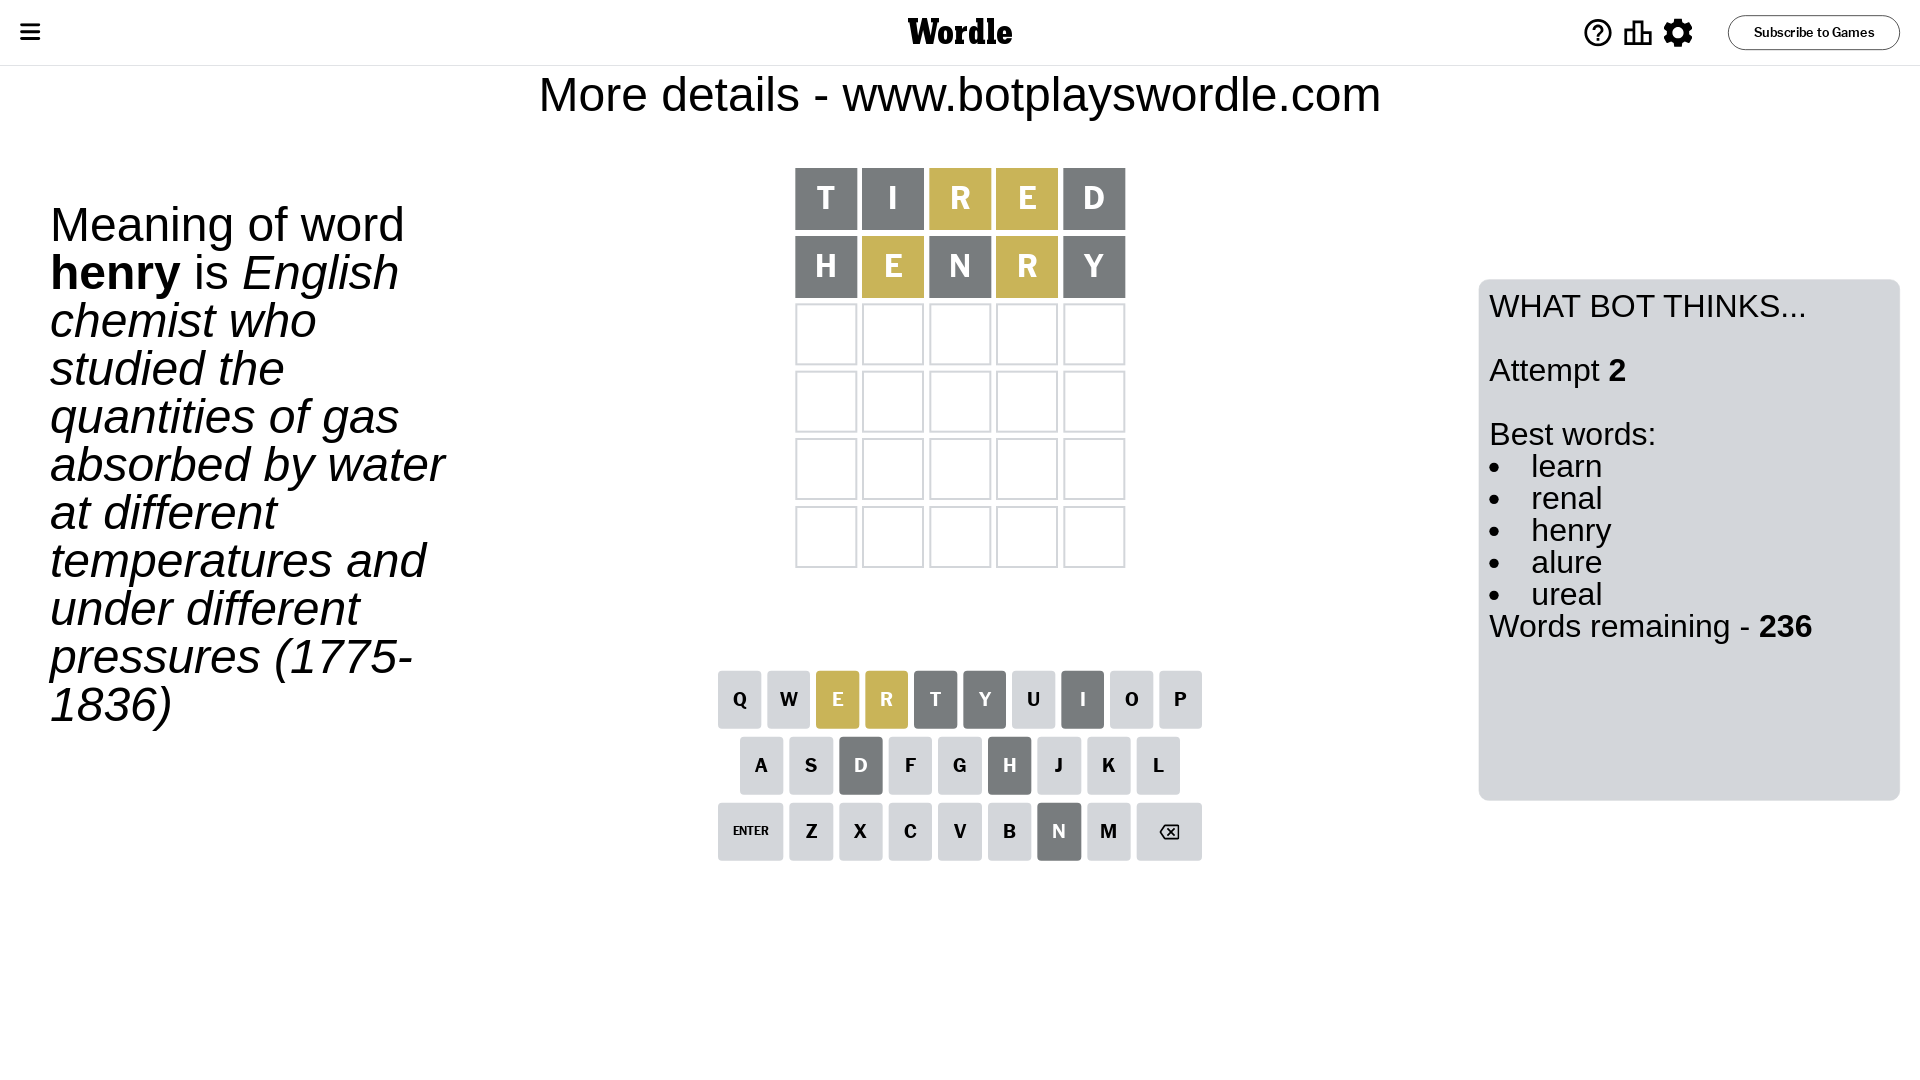 Wordle
Subscribe to Games
More details - www.botplayswordle.com
Meaning of word
henry is English
chemist who
studied the
quantities of gas
absorbed by water
at different
temperatures and
under different
pressures (1775-
1836)
T I R E D
H E N R Y
WHAT BOT THINKS...
Attempt 2
Best words:
• learn
• renal
• henry
• alure
• ureal
Words remaining - 236
Q W E R T Y U I O P
A S D F G H J K L
ENTER Z X C V B N M